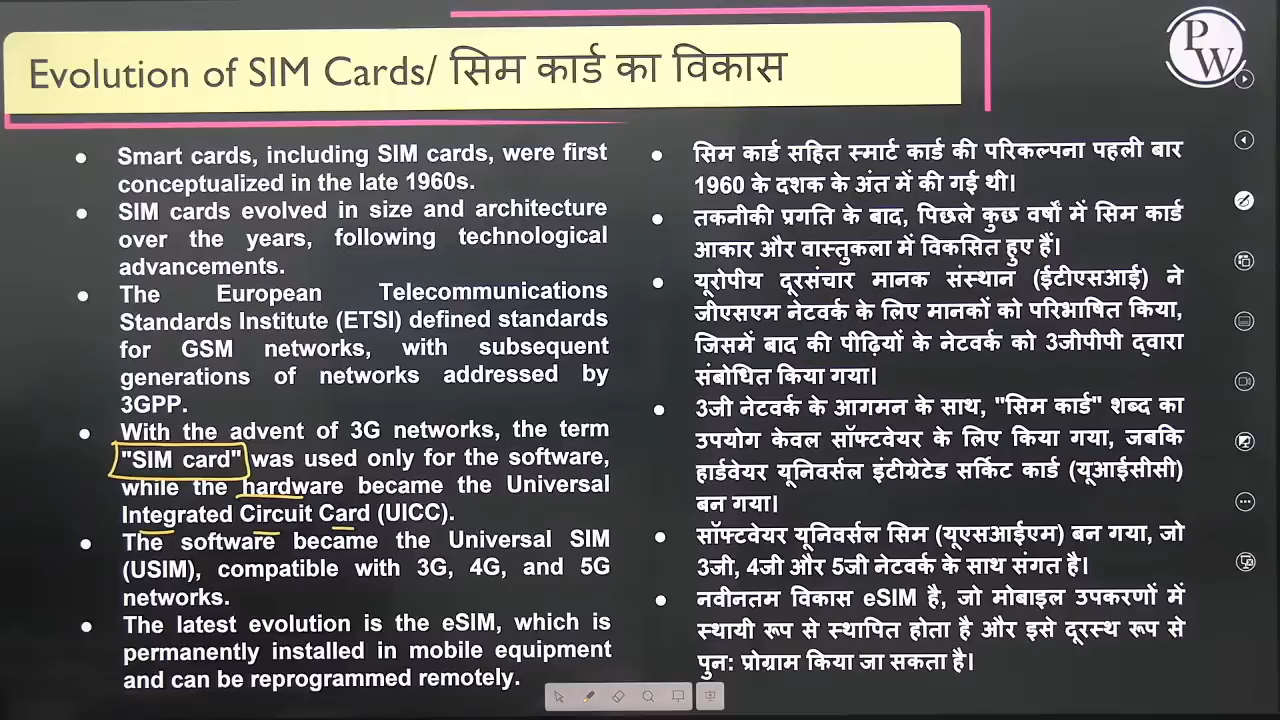 Evolution of SIM Cards/ सिम कार्ड का विकास
PW
Smart cards, including SIM cards, were first
conceptualized in the late 1960s.
SIM cards evolved in size and architecture
over the years, following technological
advancements.
The European Telecommunications
Standards Institute (ETSI) defined standards
for GSM networks, with subsequent
generations of networks addressed by
3GPP.
With the advent of 3G networks, the term
"SIM card" was used only for the software,
while the hardware became the Universal
Integrated Circuit Card (UICC).
The software became the Universal SIM
(USIM), compatible with 3G, 4G, and 5G
networks.
The latest evolution is the eSIM, which is
permanently installed in mobile equipment
and can be reprogrammed remotely.
सिम कार्ड सहित स्मार्ट कार्ड की परिकल्पना पहली बार
1960 के दशक के अंत में की गई थी।
तकनीकी प्रगति के बाद, पिछले कुछ वर्षों में सिम कार्ड
आकार और वास्तुकला में विकसित हुए हैं।
यूरोपीय दूरसंचार मानक संस्थान (ईटीएसआई) ने
जीएसएम नेटवर्क के लिए मानकों को परिभाषित किया,
जिसमें बाद की पीढ़ियों के नेटवर्क को 3जीपीपी द्वारा
संबोधित किया गया।
3जी नेटवर्क के आगमन के साथ, "सिम कार्ड" शब्द का
उपयोग केवल सॉफ्टवेयर के लिए किया गया, जबकि
हार्डवेयर यूनिवर्सल इंटीग्रेटेड सर्किट कार्ड (यूआईसीसी)
बन गया।
सॉफ्टवेयर यूनिवर्सल सिम (यूएसआईएम) बन गया, जो
3जी, 4जी और 5जी नेटवर्क के साथ संगत है।
नवीनतम विकास eSIM है, जो मोबाइल उपकरणों में
स्थायी रूप से स्थापित होता है और इसे दूरस्थ रूप से
पुन: प्रोग्राम किया जा सकता है।